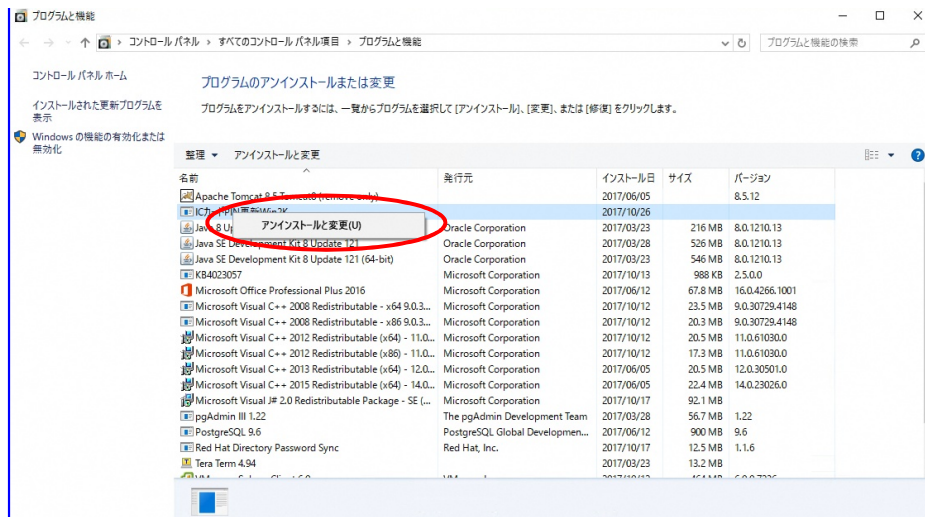 プログラムと機能
コントロール パネル › すべてのコントロール パネル項目 › プログラムと機能
プログラムと機能の検索
コントロール パネル ホーム
インストールされた更新プログラムを
表示
Windows の機能の有効化または
無効化
プログラムのアンインストールまたは変更
プログラムをアンインストールするには、一覧からプログラムを選択して [アンインストール]、[変更]、または [修復] をクリックします。
整理 アンインストールと変更
名前 発行元 インストール日 サイズ バージョン
Apache Tomcat 8.5 Tomcat8 (remove only) 2017/06/05 8.5.12
ICカードPIN更新Win2K 2017/10/26
アンインストールと変更(U)
Java 8 Up Oracle Corporation 2017/03/23 216 MB 8.0.1210.13
Java SE Development Kit 8 Update 121 Oracle Corporation 2017/03/28 526 MB 8.0.1210.13
Java SE Development Kit 8 Update 121 (64-bit) Oracle Corporation 2017/03/23 546 MB 8.0.1210.13
KB4023057 Microsoft Corporation 2017/10/13 988 KB 2.5.0.0
Microsoft Office Professional Plus 2016 Microsoft Corporation 2017/06/12 67.8 MB 16.0.4266.1001
Microsoft Visual C++ 2008 Redistributable - x64 9.0.3... Microsoft Corporation 2017/10/12 23.5 MB 9.0.30729.4148
Microsoft Visual C++ 2008 Redistributable - x86 9.0.3... Microsoft Corporation 2017/10/12 20.3 MB 9.0.30729.4148
Microsoft Visual C++ 2012 Redistributable (x64) - 11.0... Microsoft Corporation 2017/10/12 20.5 MB 11.0.61030.0
Microsoft Visual C++ 2012 Redistributable (x86) - 11.0... Microsoft Corporation 2017/10/12 17.3 MB 11.0.61030.0
Microsoft Visual C++ 2013 Redistributable (x64) - 12.0... Microsoft Corporation 2017/06/05 20.5 MB 12.0.30501.0
Microsoft Visual C++ 2015 Redistributable (x64) - 14.0... Microsoft Corporation 2017/06/05 22.4 MB 14.0.23026.0
Microsoft Visual J# 2.0 Redistributable Package - SE (... Microsoft Corporation 2017/10/17 92.1 MB
pgAdmin III 1.22 The pgAdmin Development Team 2017/03/28 56.7 MB 1.22
PostgreSQL 9.6 PostgreSQL Global Developmen... 2017/06/12 900 MB 9.6
Red Hat Directory Password Sync Red Hat, Inc. 2017/10/17 12.5 MB 1.1.6
Tera Term 4.94 2017/03/23 13.2 MB